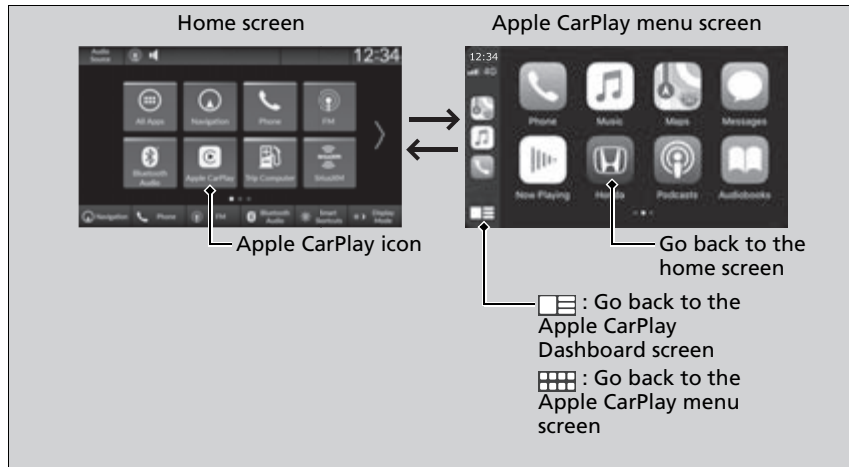 Home screen
Apple CarPlay menu screen
Audio
Source
12:34
All Apps
Navigation
Phone
FM
Bluetooth
Audio
Apple CarPlay
Trip Computer
SiriusXM
Navigation
Phone
FM
Bluetooth
Audio
Smart
Shortcuts
Display
Mode
12:34
4G
Phone
Music
Maps
Messages
Now Playing
Honda
Podcasts
Audiobooks
Apple CarPlay icon
Go back to the
home screen
: Go back to the
Apple CarPlay
Dashboard screen
: Go back to the
Apple CarPlay menu
screen